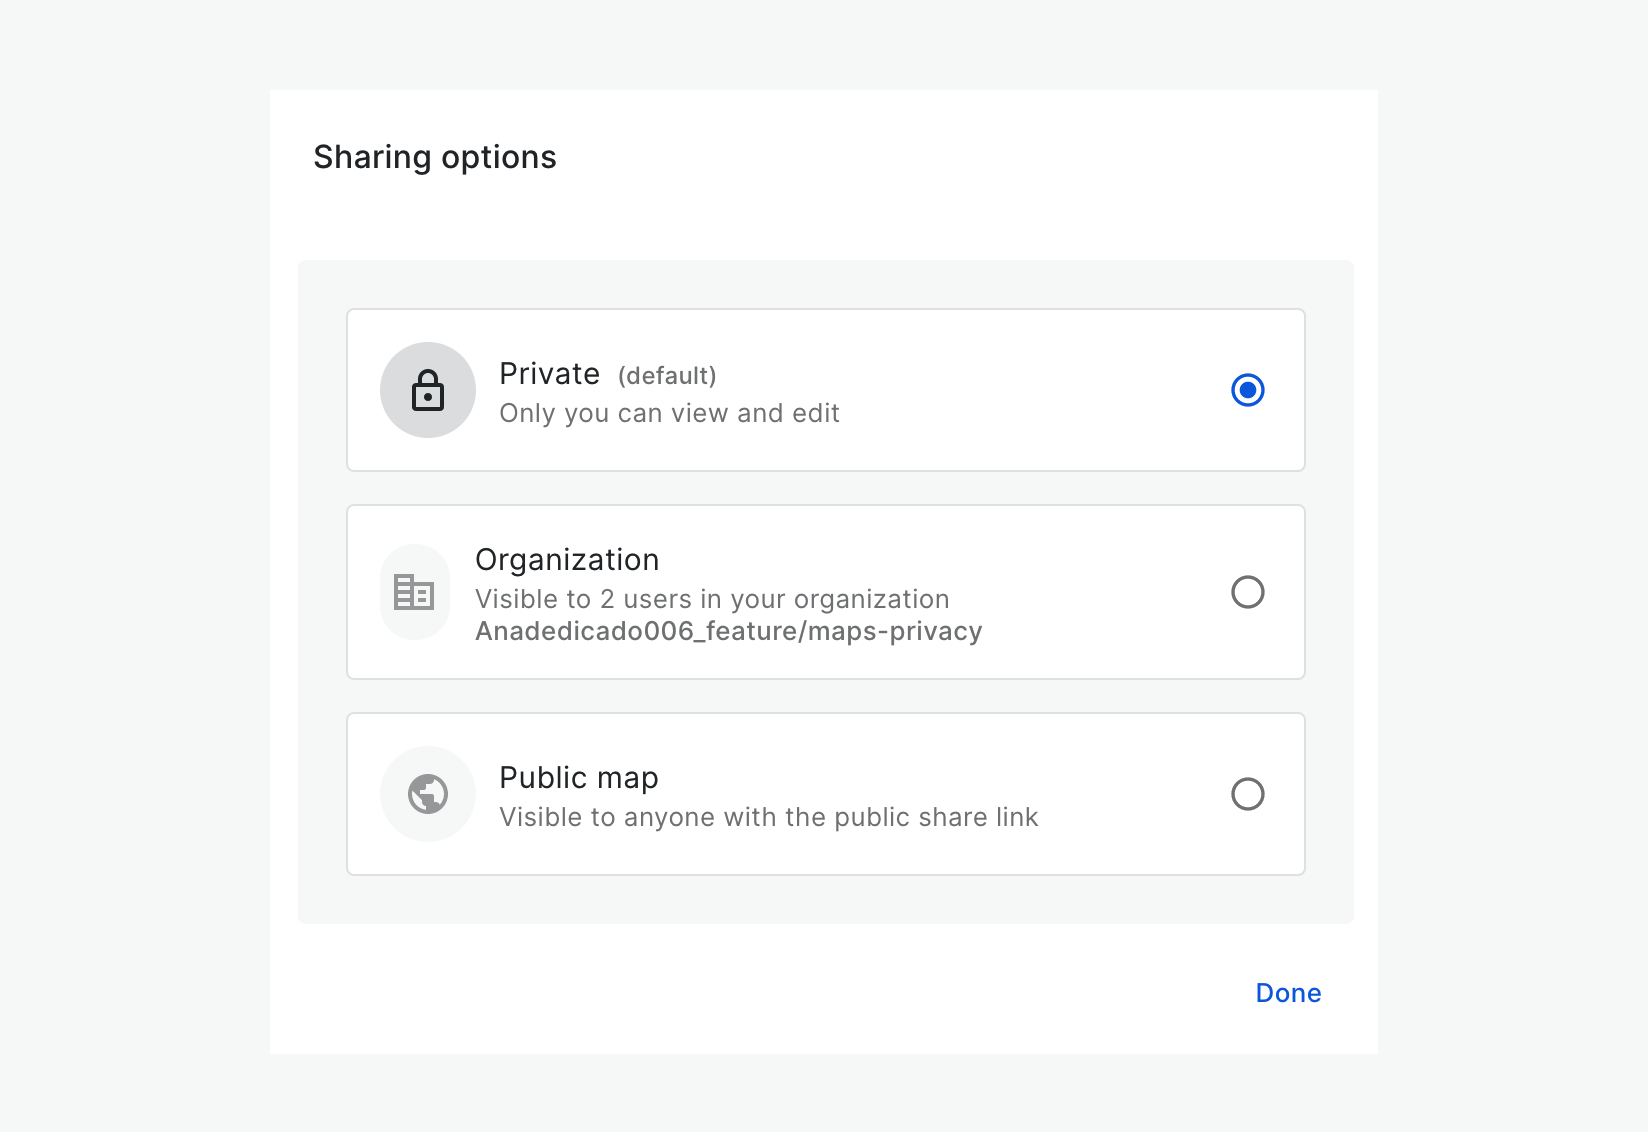 Sharing options
Private (default)
Only you can view and edit
Organization
Visible to 2 users in your organization
Anadedicado006_feature/maps-privacy
Public map
Visible to anyone with the public share link
Done